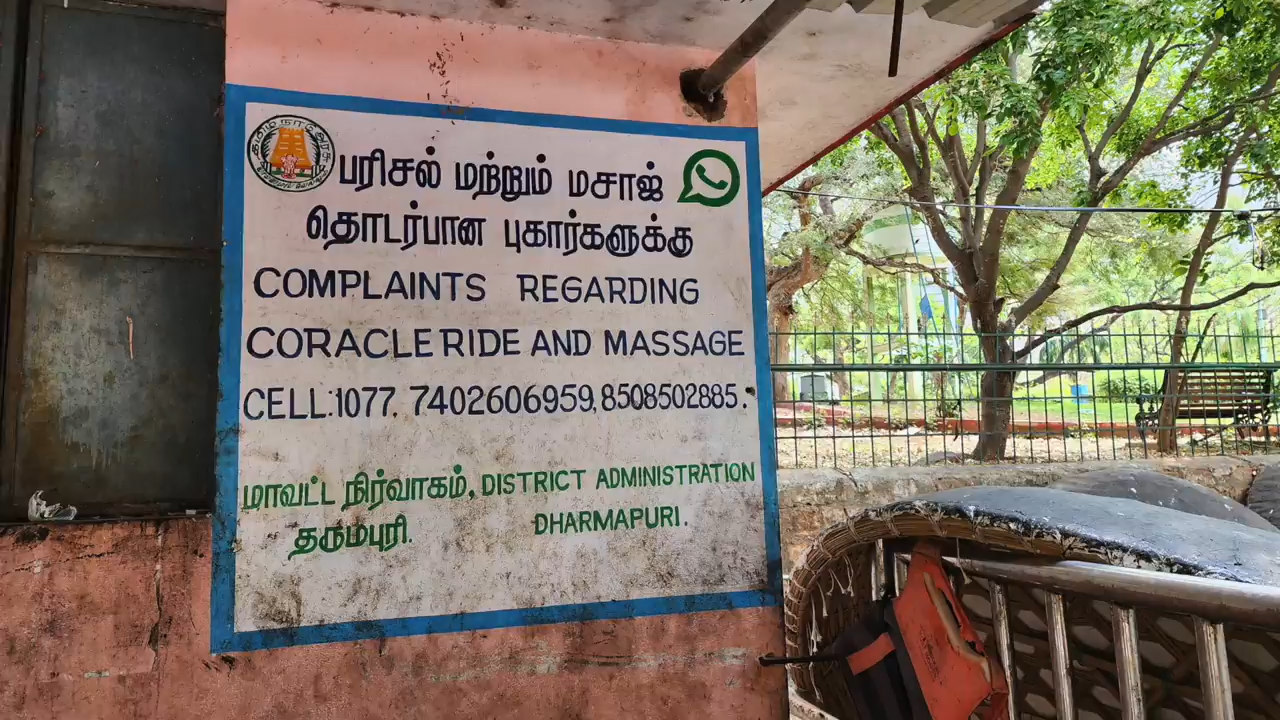 பரிசல் மற்றும் மசாஜ்
தொடர்பான புகார்களுக்கு
COMPLAINTS REGARDING
CORACLE RIDE AND MASSAGE
CELL:1077, 7402606959, 8508502885.
மாவட்ட நிர்வாகம், DISTRICT ADMINISTRATION
தருமபுரி. DHARMAPURI.